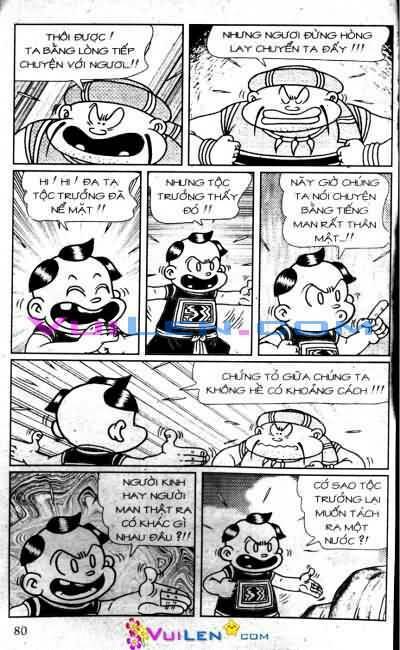 THÔI ĐƯỢC!
TA BẰNG LÒNG TIẾP
CHUYỆN VỚI NGƯƠI..!!
NHƯNG NGƯƠI ĐỪNG HÒNG
LAY CHUYỂN TA ĐẤY !!!
HI ! HI ! ĐA TẠ
TỘC TRƯỞNG ĐÃ
NỂ MẶT !!
NHƯNG TỘC
TRƯỞNG THẤY
ĐÓ !!
NÃY GIỜ CHÚNG
TA NÓI CHUYỆN
BẰNG TIẾNG
MAN RẤT THÂN
MẬT..!!
VUILEN.COM
CHỨNG TỎ GIỮA CHÚNG TA
KHÔNG HỀ CÓ KHOẢNG CÁCH !!!
NGƯỜI KINH
HAY NGƯỜI
MAN THẬT RA
CÓ KHÁC GÌ
NHAU ĐÂU ?!!
CÓ SAO TỘC
TRƯỞNG LẠI
MUỐN TÁCH
RA MỘT
NƯỚC ?!
80
VUILEN.COM